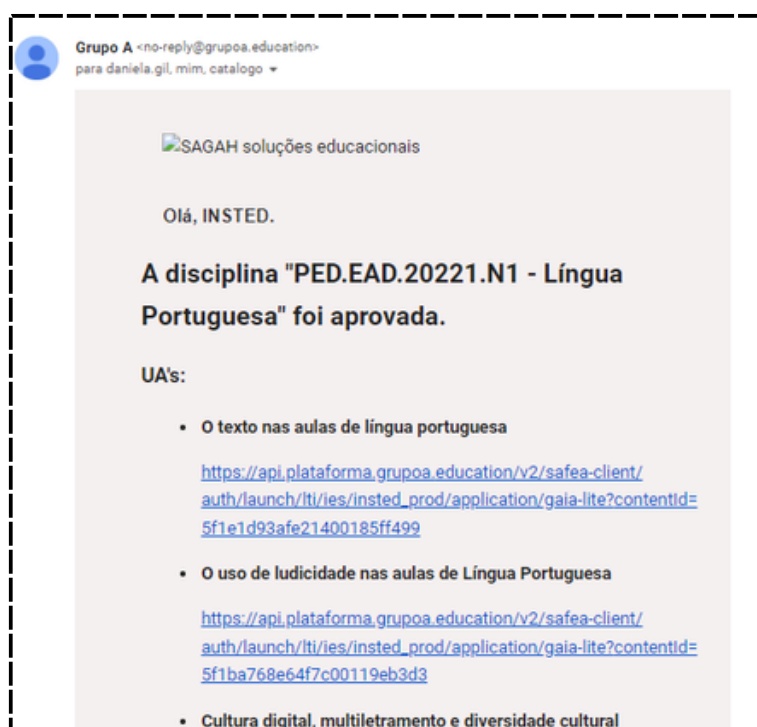 Grupo A <no-reply@grupoa.education>
para daniela.gil, mim, catalogo
SAGAH soluções educacionais
Olá, INSTED.
A disciplina "PED.EAD.20221.N1 - Língua
Portuguesa" foi aprovada.
UA's:
• O texto nas aulas de língua portuguesa
https://api.plataforma.grupoa.education/v2/safea-client/
auth/launch/lti/ies/insted_prod/application/gaia-lite?contentId=
5f1e1d93afe21400185ff499
• O uso de ludicidade nas aulas de Língua Portuguesa
https://api.plataforma.grupoa.education/v2/safea-client/
auth/launch/lti/ies/insted_prod/application/gaia-lite?contentId=
5f1ba768e64f7c00119eb3d3
• Cultura digital, multiletramento e diversidade cultural